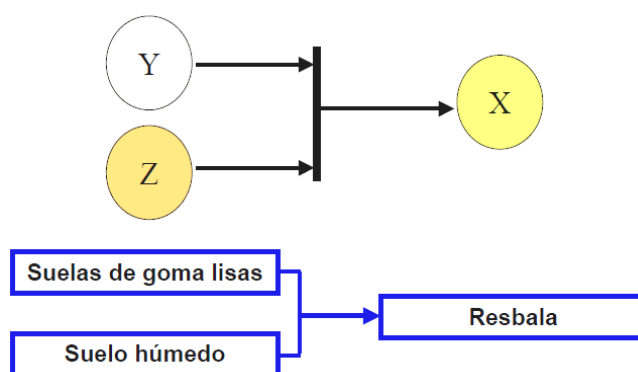 Y
X
Z
Suelas de goma lisas
Resbala
Suelo húmedo